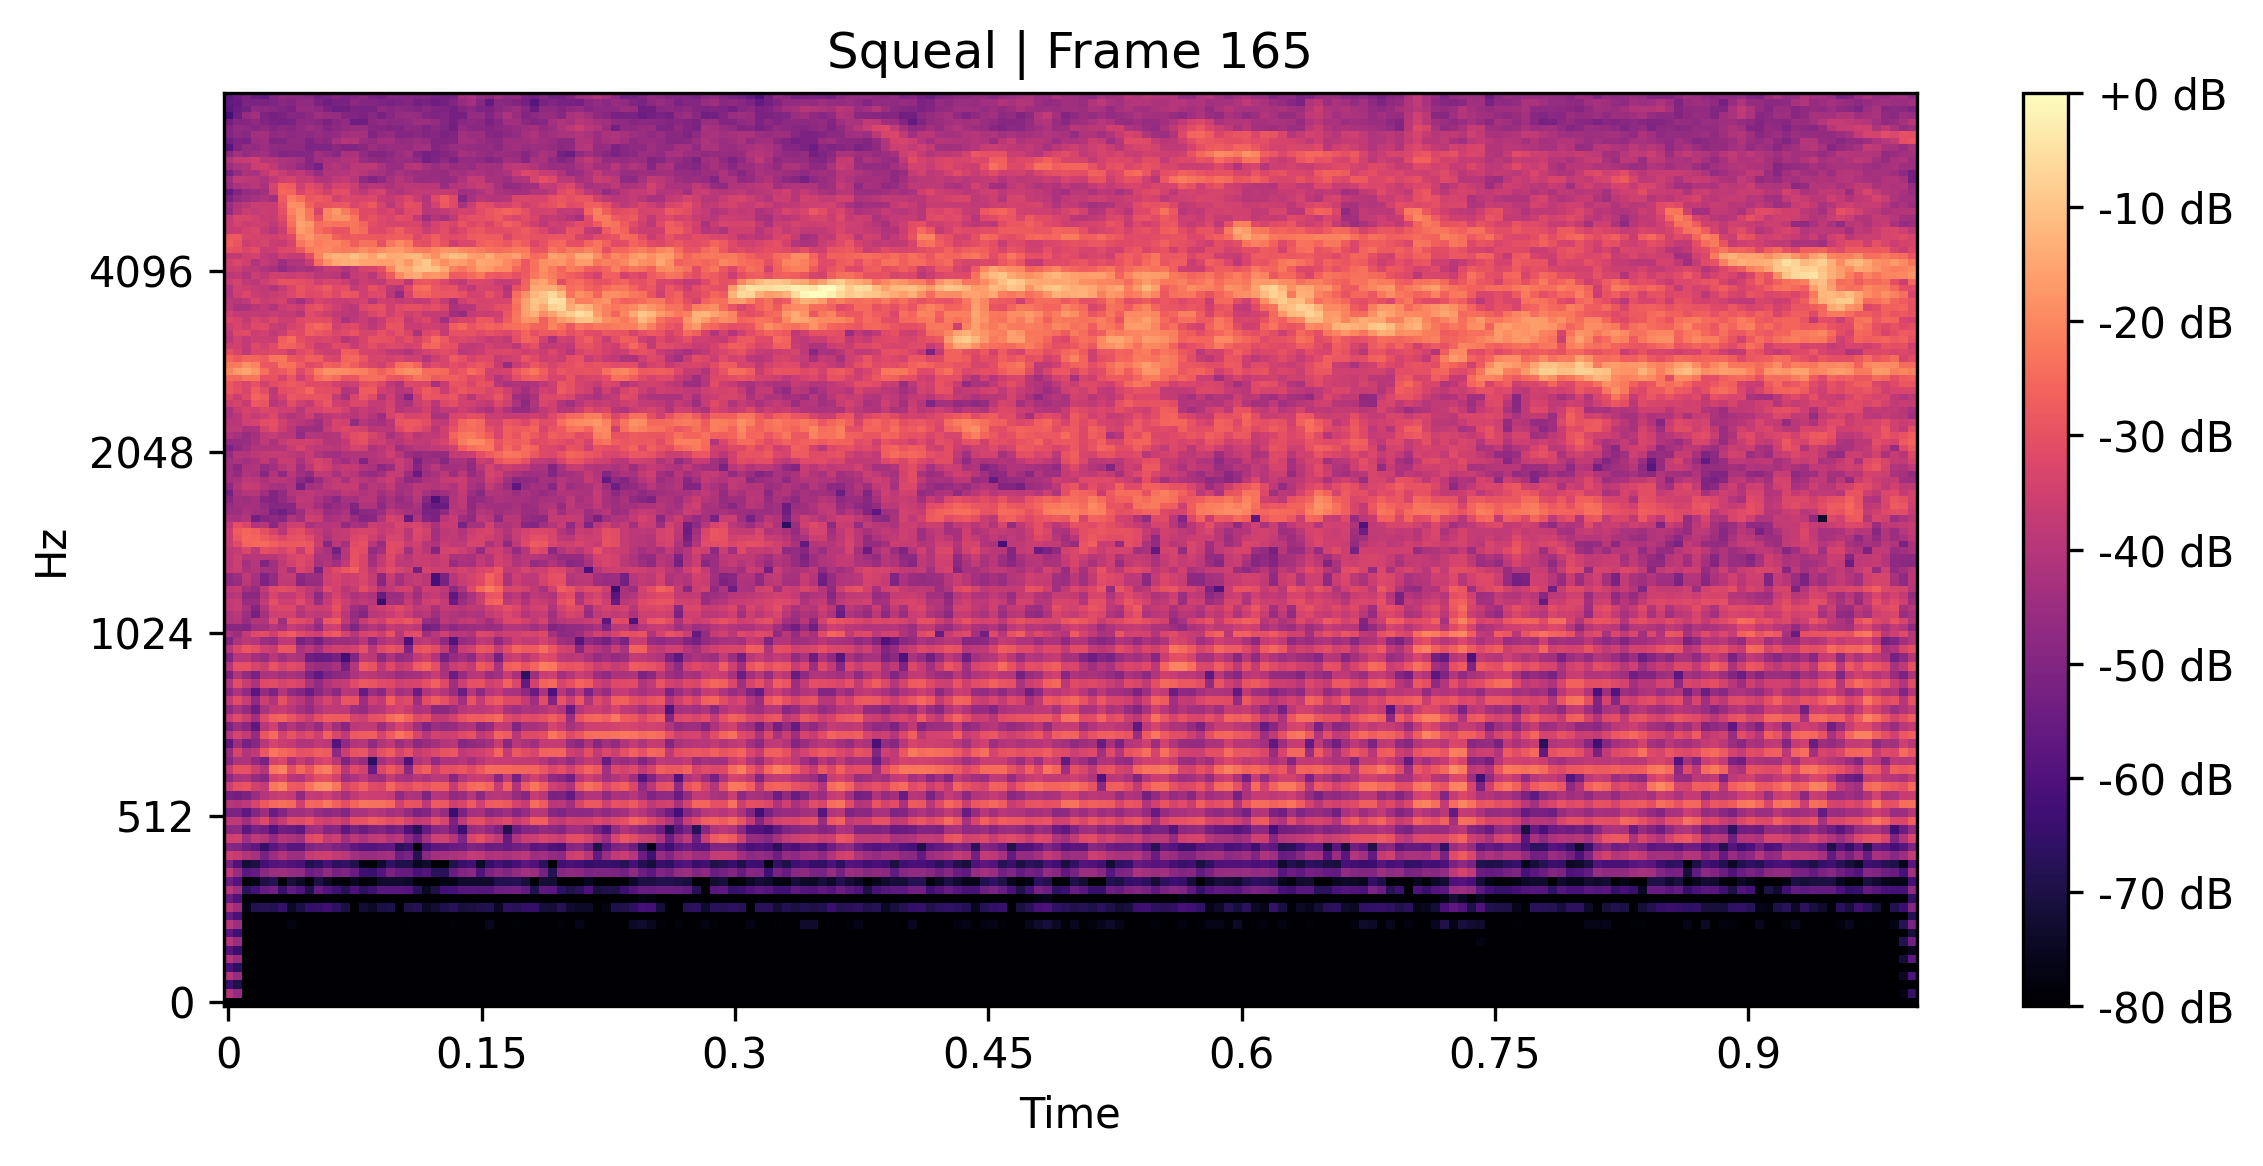 Squeal | Frame 165
Hz
4096
2048
1024
512
0
0 0.15 0.3 0.45 0.6 0.75 0.9
Time
+0 dB
-10 dB
-20 dB
-30 dB
-40 dB
-50 dB
-60 dB
-70 dB
-80 dB